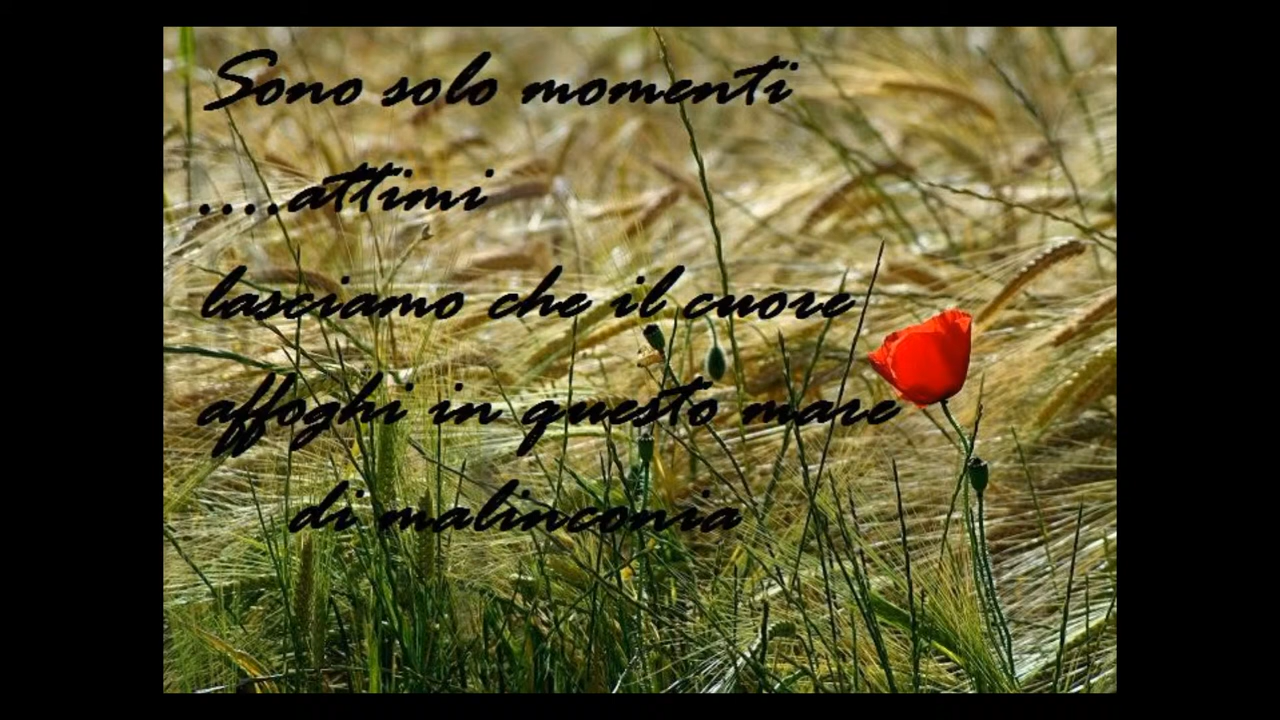 Sono solo momenti
....attimi
lasciamo che il cuore
affoghi in questo mare
di malinconia